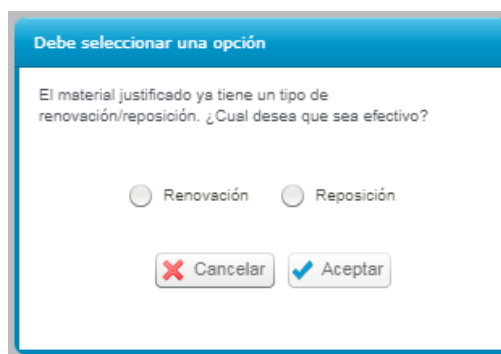 Debe seleccionar una opción
El material justificado ya tiene un tipo de
renovación/reposición. ¿Cual desea que sea efectivo?
Renovación Reposición
Cancelar Aceptar